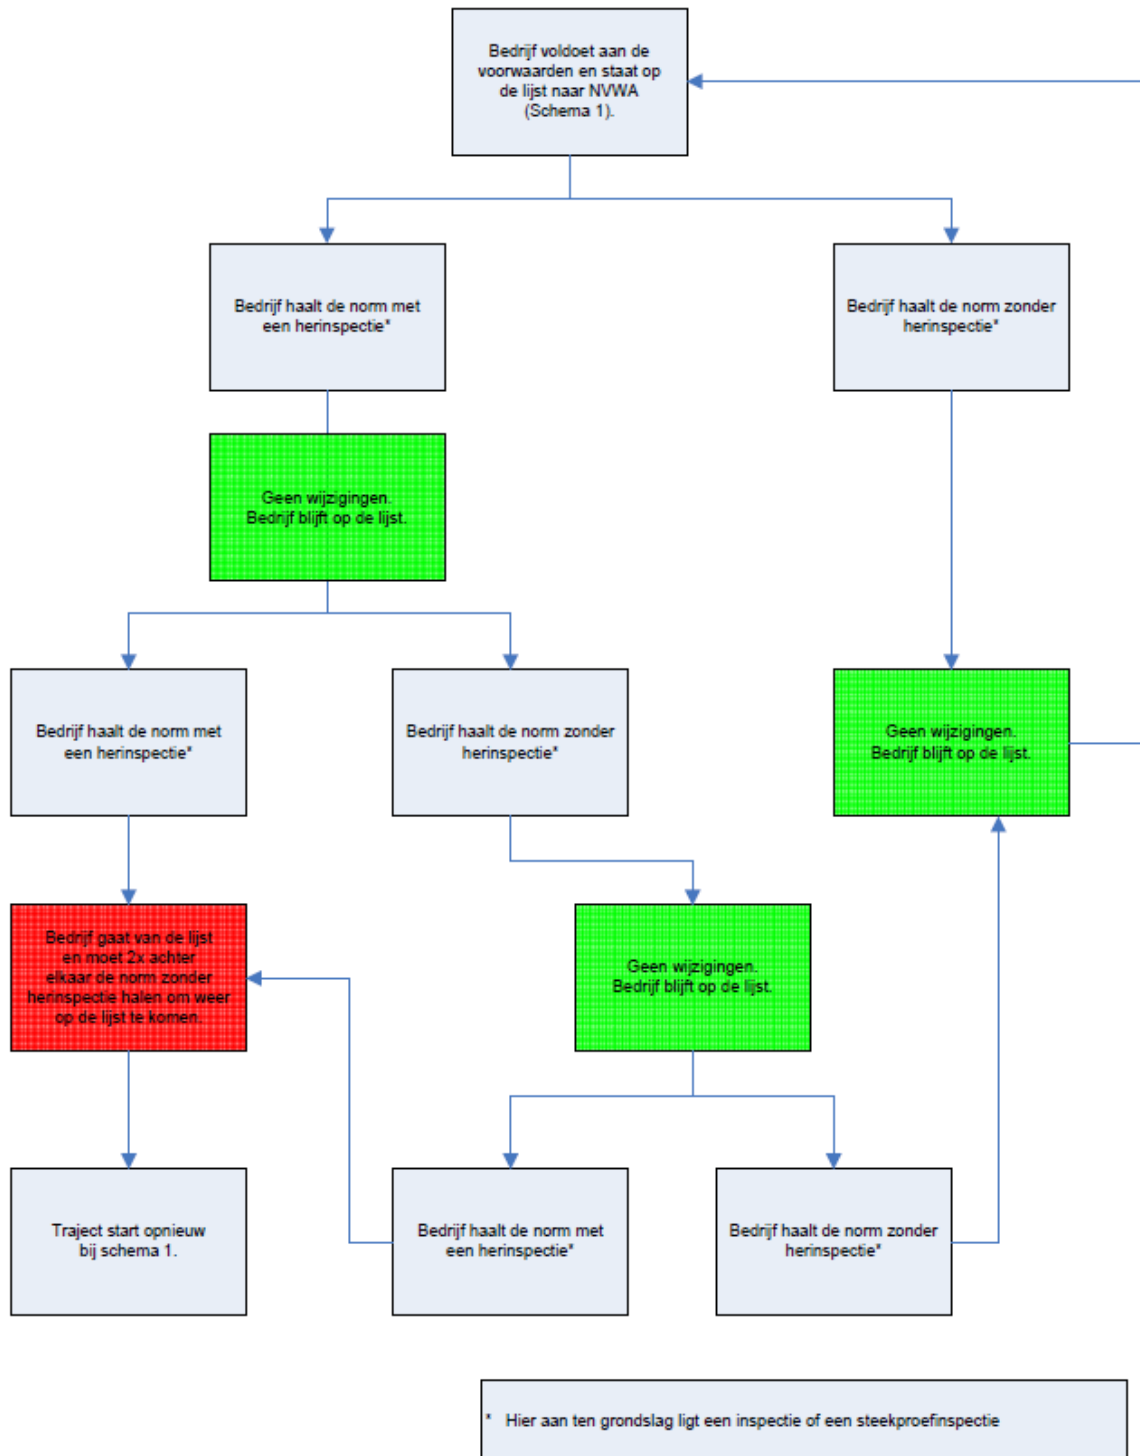 Bedrijf voldoet aan de
voorwaarden en staat op
de lijst naar NVWA
(Schema 1).
Bedrijf haalt de norm met
een herinspectie*
Bedrijf haalt de norm zonder
herinspectie*
Geen wijzigingen.
Bedrijf blijft op de lijst.
Bedrijf haalt de norm met
een herinspectie*
Bedrijf haalt de norm zonder
herinspectie*
Geen wijzigingen.
Bedrijf blijft op de lijst.
Bedrijf gaat van de lijst
en moet 2x achter
elkaar de norm zonder
herinspectie halen om weer
op de lijst te komen.
Geen wijzigingen.
Bedrijf blijft op de lijst.
Traject start opnieuw
bij schema 1.
Bedrijf haalt de norm met
een herinspectie*
Bedrijf haalt de norm zonder
herinspectie*
* Hier aan ten grondslag ligt een inspectie of een steekproefinspectie